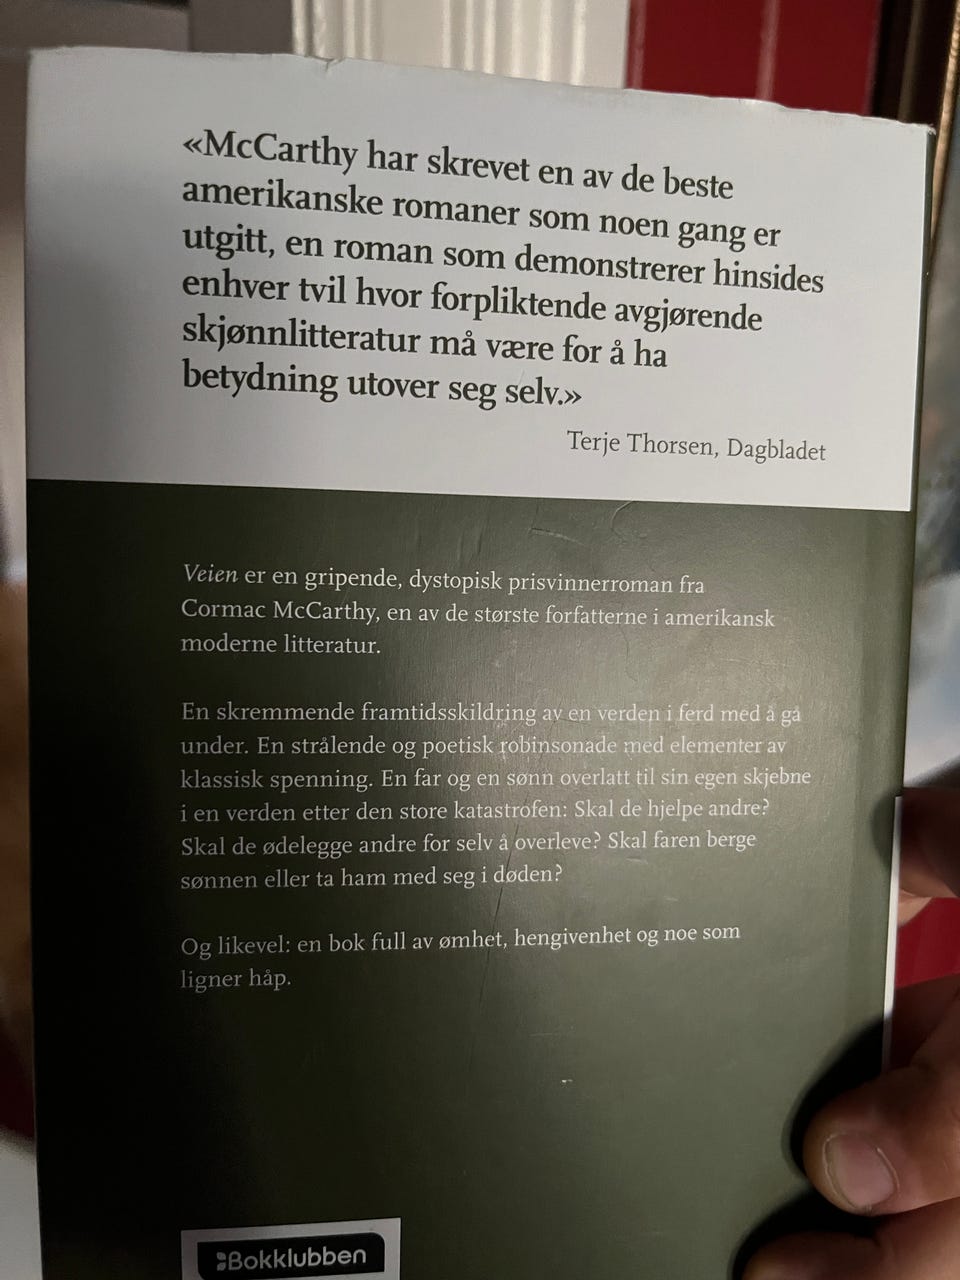 «McCarthy har skrevet en av de beste
amerikanske romaner som noen gang er
utgitt, en roman som demonstrerer hinsides
enhver tvil hvor forpliktende avgjørende
skjønnlitteratur må være for å ha
betydning utover seg selv.»
Terje Thorsen, Dagbladet
Veien er en gripende, dystopisk prisvinnerroman fra
Cormac McCarthy, en av de største forfatterne i amerikansk
moderne litteratur.
En skremmende framtidsskildring av en verden i ferd med å gå
under. En strålende og poetisk robinsonade med elementer av
klassisk spenning. En far og en sønn overlatt til sin egen skjebne
i en verden etter den store katastrofen: Skal de hjelpe andre?
Skal de ødelegge andre for selv å overleve? Skal faren berge
sønnen eller ta ham med seg i døden?
Og likevel: en bok full av ømhet, hengivenhet og noe som
ligner håp.
Bokklubben